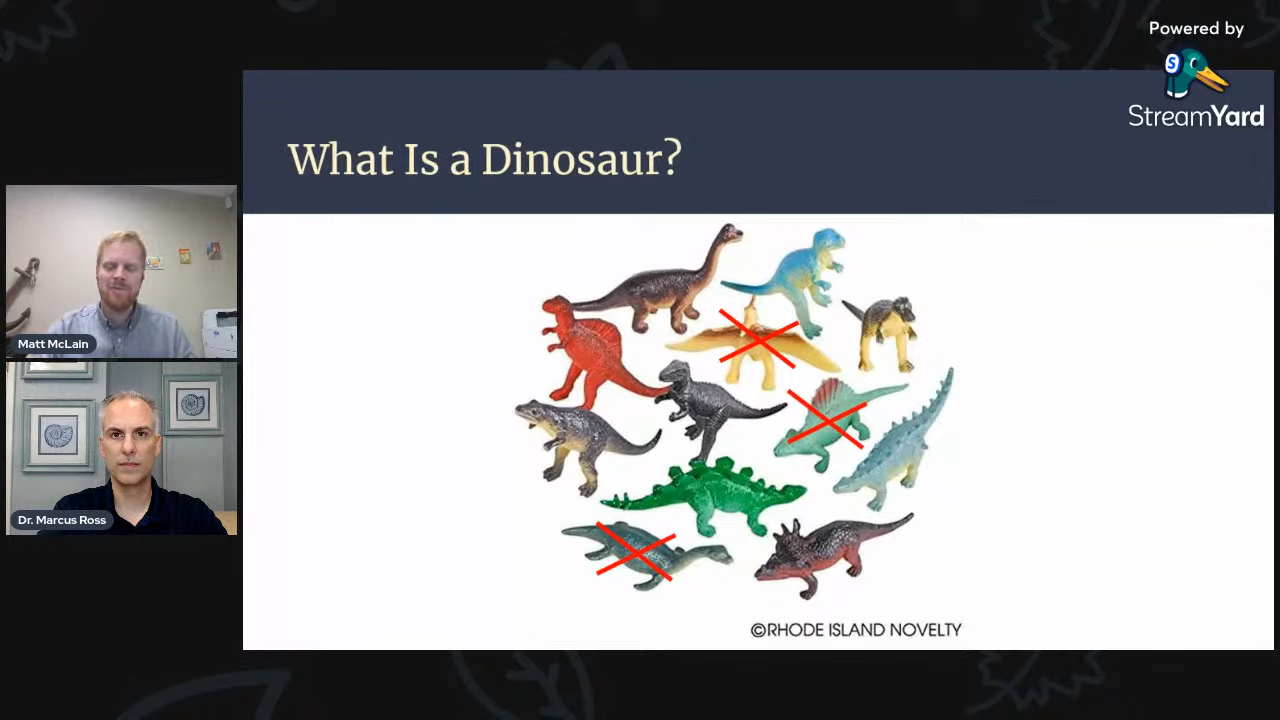 Powered by
S
StreamYard
What Is a Dinosaur?
Matt McLain
Dr. Marcus Ross
©RHODE ISLAND NOVELTY